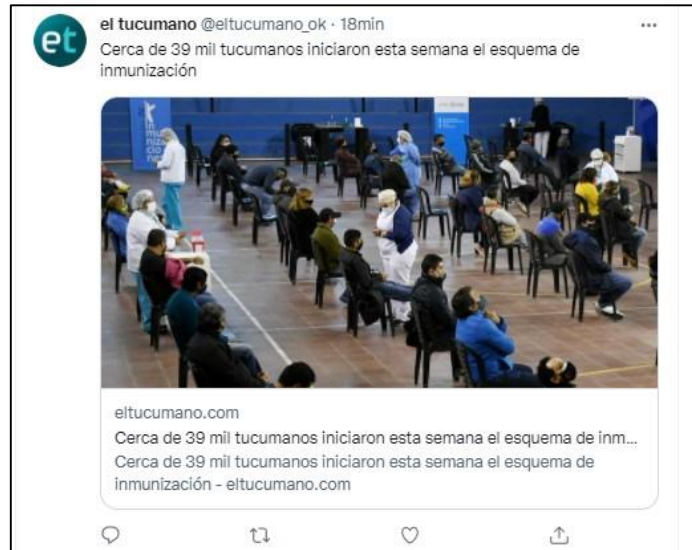 et
el tucumano @eltucumano_ok · 18min
Cerca de 39 mil tucumanos iniciaron esta semana el esquema de
inmunización
eltucumano.com
Cerca de 39 mil tucumanos iniciaron esta semana el esquema de inm...
Cerca de 39 mil tucumanos iniciaron esta semana el esquema de
inmunización - eltucumano.com